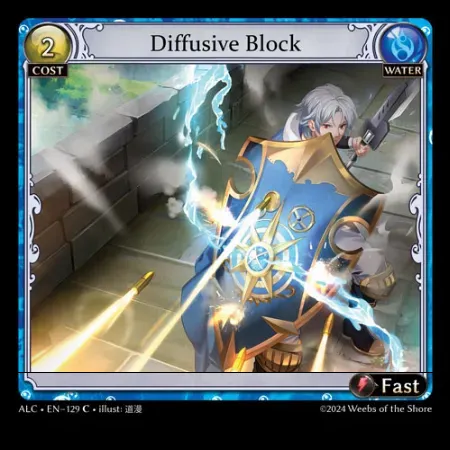 2
Diffusive Block
COST
WATER
Fast
ALC • EN-129 C • illust: 道漫
©2024 Weebs of the Shore